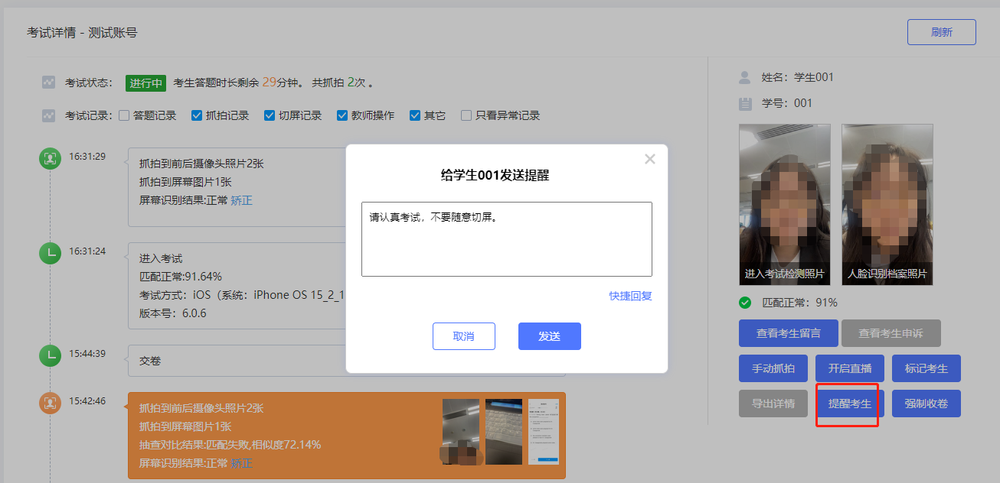 考试详情 - 测试账号
刷新
考试状态： 进行中 考生答题时长剩余 29分钟。 共抓拍 2次 。
考试记录： 答题记录 抓拍记录 切屏记录 教师操作 其它 只看异常记录
16:31:29
抓拍到前后摄像头照片2张
抓拍到屏幕图片1张
屏幕识别结果:正常 矫正
16:31:24
进入考试
匹配正常:91.64%
考试方式：iOS（系统：iPhone OS 15_2_1
版本号：6.0.6
15:44:39
交卷
15:42:46
抓拍到前后摄像头照片2张
抓拍到屏幕图片1张
抽查对比结果:匹配失败,相似度72.14%
屏幕识别结果:正常 矫正
给学生001发送提醒
请认真考试，不要随意切屏。
快捷回复
取消
发送
姓名：学生001
学号：001
进入考试检测照片
人脸识别档案照片
匹配正常：91%
查看考生留言
查看考生申诉
手动抓拍
开启直播
标记考生
导出详情
提醒考生
强制收卷